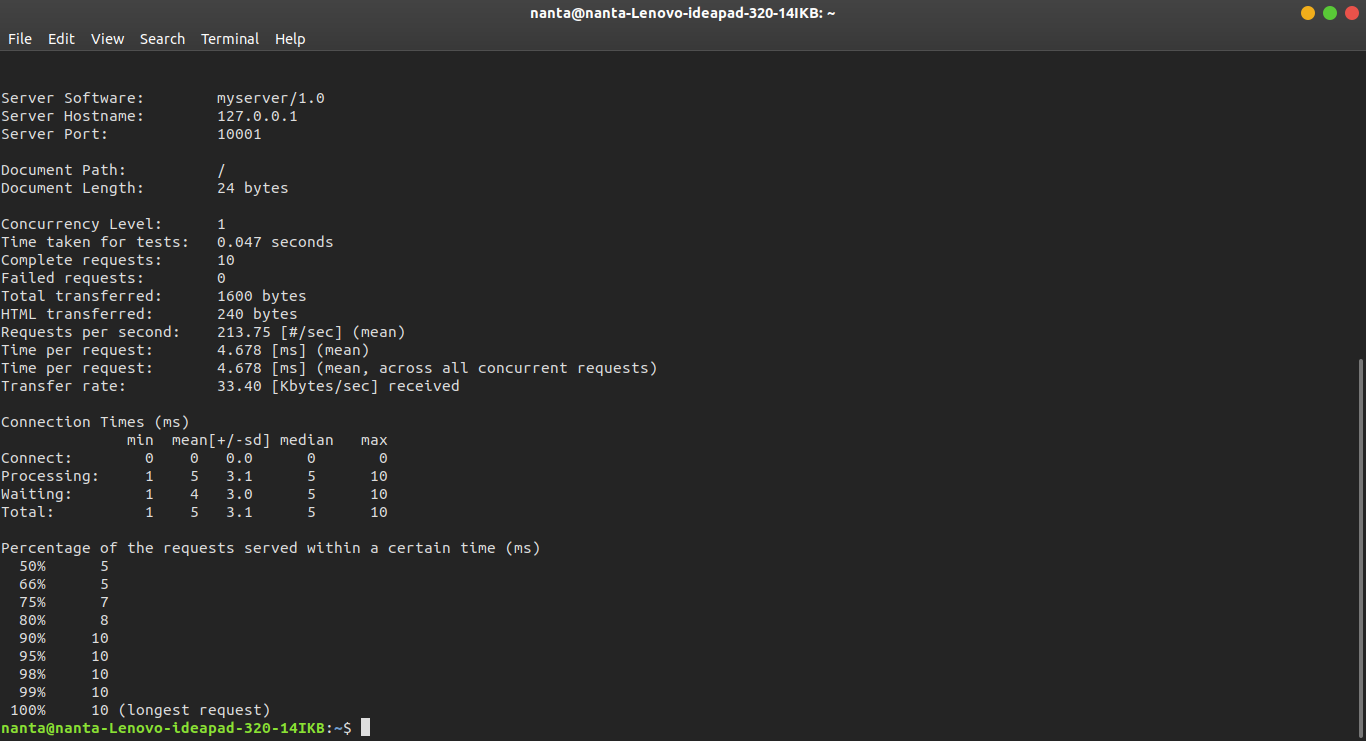 nanta@nanta-Lenovo-ideapad-320-14IKB: ~
File Edit View Search Terminal Help
Server Software:        myserver/1.0
Server Hostname:        127.0.0.1
Server Port:            10001
Document Path:          /
Document Length:        24 bytes
Concurrency Level:      1
Time taken for tests:   0.047 seconds
Complete requests:      10
Failed requests:        0
Total transferred:      1600 bytes
HTML transferred:       240 bytes
Requests per second:    213.75 [#/sec] (mean)
Time per request:       4.678 [ms] (mean)
Time per request:       4.678 [ms] (mean, across all concurrent requests)
Transfer rate:          33.40 [Kbytes/sec] received
Connection Times (ms)
              min  mean[+/-sd] median   max
Connect:        0    0   0.0      0       0
Processing:     1    5   3.1      5      10
Waiting:        1    4   3.0      5      10
Total:          1    5   3.1      5      10
Percentage of the requests served within a certain time (ms)
  50%      5
  66%      5
  75%      7
  80%      8
  90%     10
  95%     10
  98%     10
  99%     10
 100%     10 (longest request)
nanta@nanta-Lenovo-ideapad-320-14IKB:~$